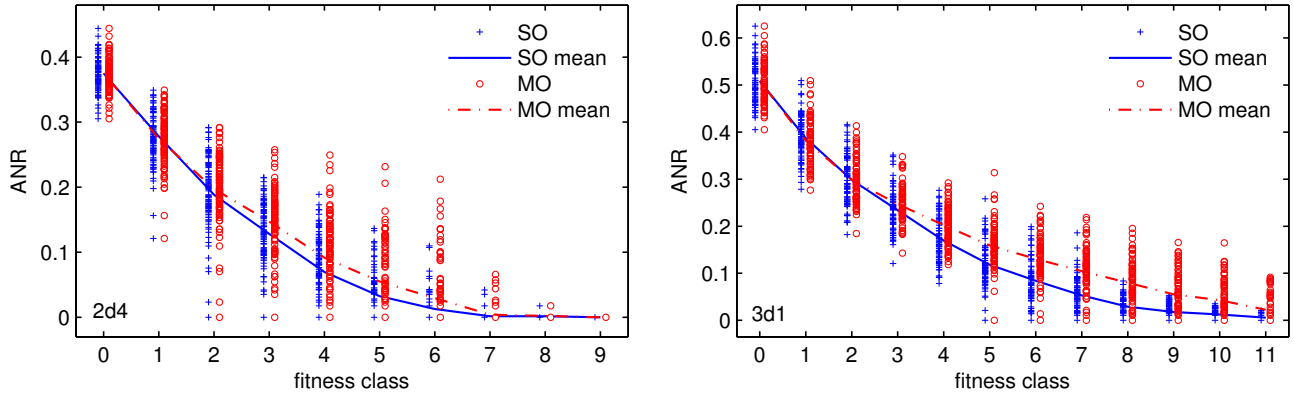 0.4
0.3
0.2
0.1
0
ANR
SO
SO mean
MO
MO mean
2d4
0 1 2 3 4 5 6 7 8 9
fitness class
0.6
0.5
0.4
0.3
0.2
0.1
0
ANR
SO
SO mean
MO
MO mean
3d1
0 1 2 3 4 5 6 7 8 9 10 11
fitness class